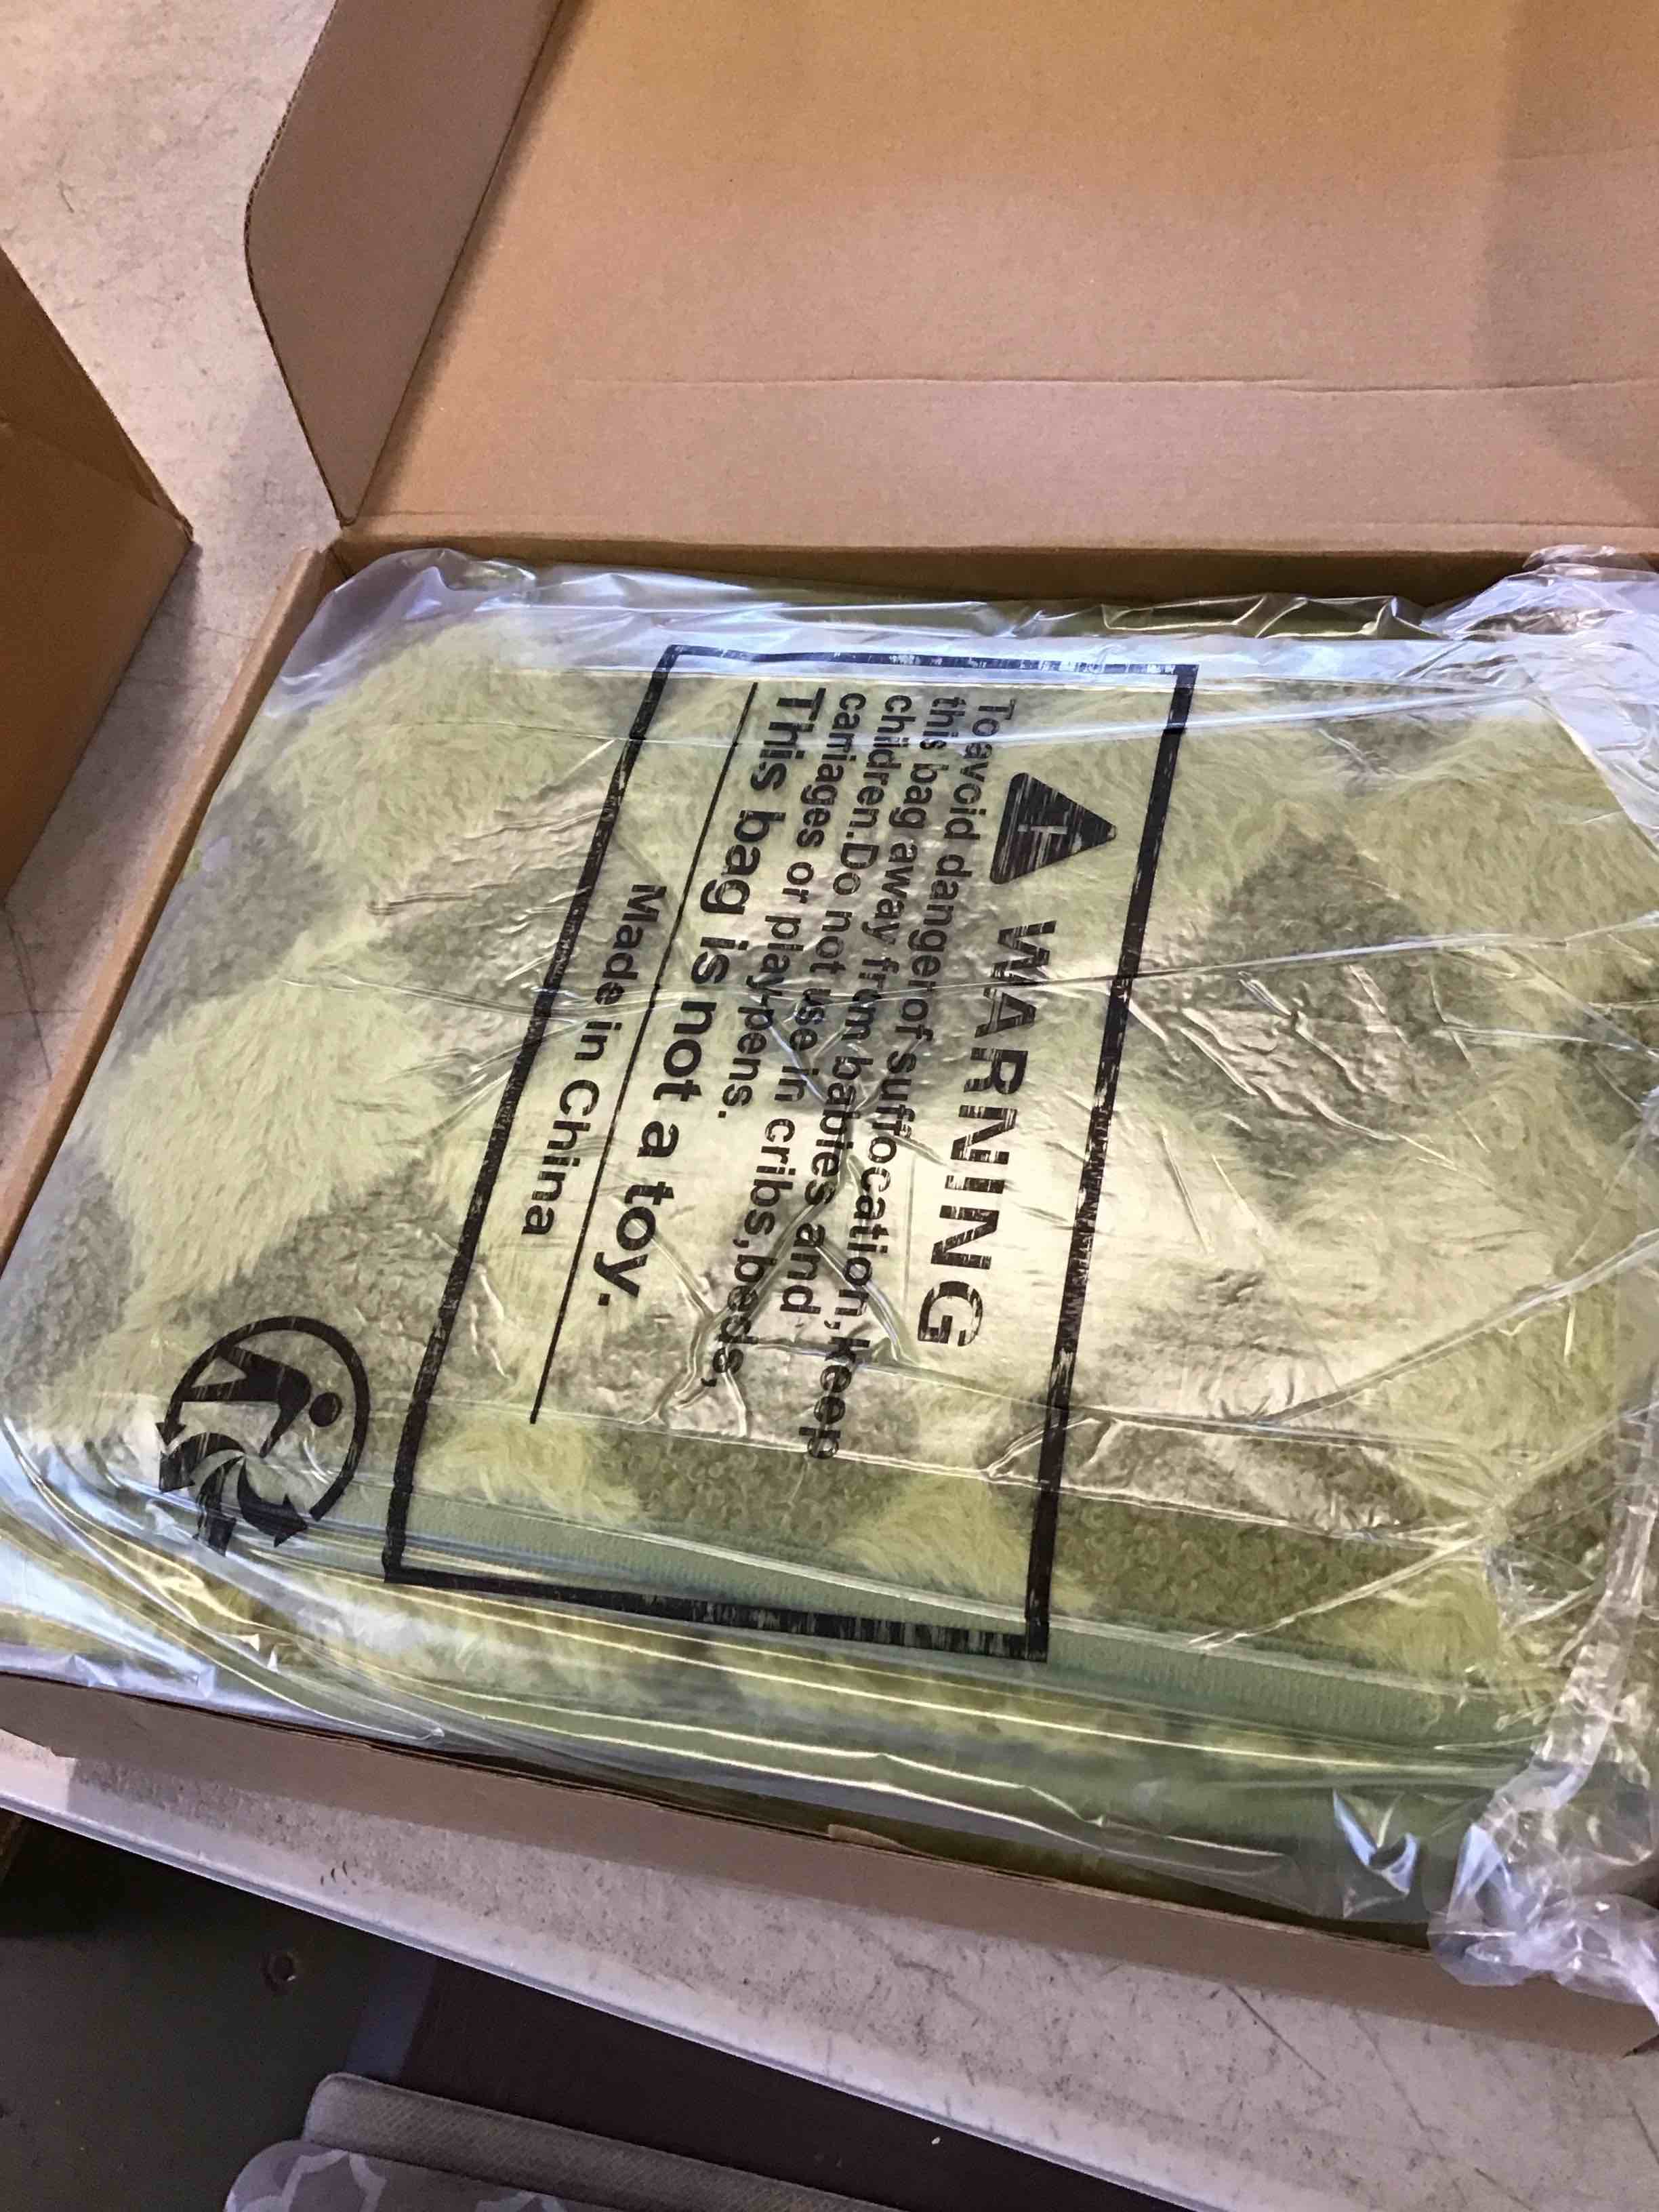 WARNING
To avoid danger of suffocation, keep
this bag away from babies and
children.Do not use in cribs,beds,
carriages or play-pens.
This bag is not a toy.
Made in China